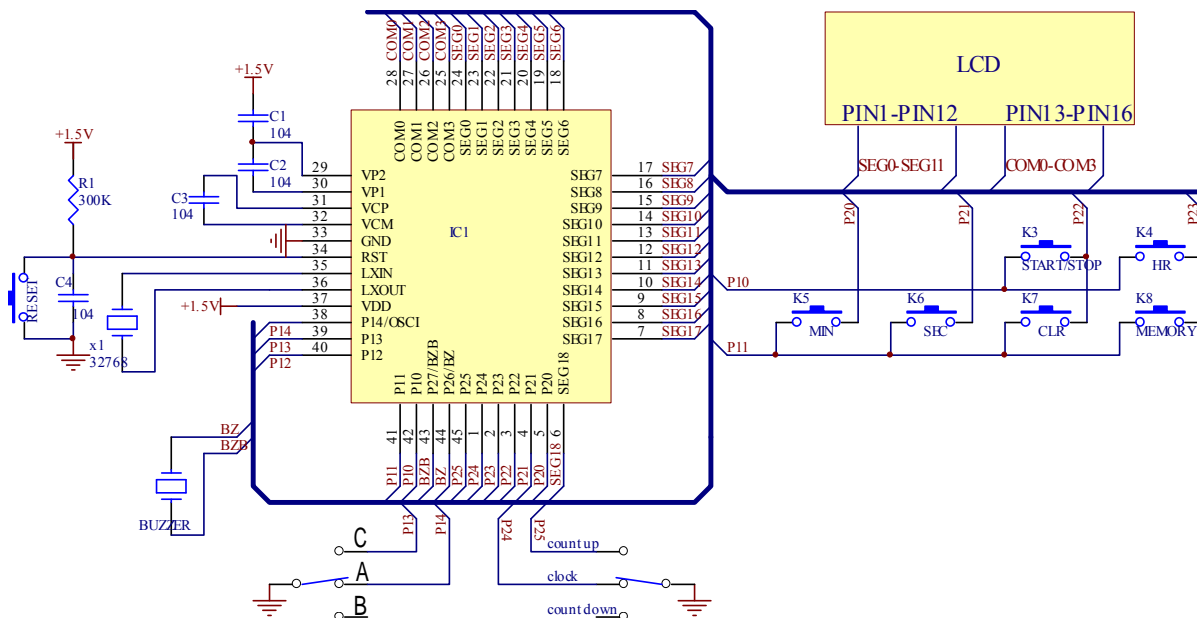 COM0 COM1 COM2 COM3 SEG0 SEG1 SEG2 SEG3 SEG4 SEG5 SEG6
28 27 26 25 24 23 22 21 20 19 18
LCD
PIN1-PIN12 PIN13-PIN16
SEG0-SEG11 COM0-COM3
+1.5V
C1
104
C2
104
C3
104
+1.5V
R1
300K
RESET
C4
104
x1
32768
+1.5V
COM0 COM1 COM2 COM3 SEG0 SEG1 SEG2 SEG3 SEG4 SEG5 SEG6
IC1
29 VP2
30 VP1
31 VCP
32 VCM
33 GND
34 RST
35 LXIN
36 LXOUT
37 VDD
P14 38 P14/OSCI
P13 39 P13
P12 40 P12
SEG7 17 SEG7
SEG8 16 SEG8
SEG9 15 SEG9
SEG10 14 SEG10
SEG11 13 SEG11
SEG12 12 SEG12
SEG13 11 SEG13
SEG14 10 SEG14
SEG15 9 SEG15
SEG16 8 SEG16
SEG17 7 SEG17
P11 P10 P27/BZB P26/BZ P25 P24 P23 P22 P21 P20 SEG18
41 42 43 44 45 1 2 3 4 5 6
P11 P10 BZB BZ P25 P24 P23 P22 P21 P20 SEG18
P20 P21 P22 P23
K3
START/STOP
K4
HR
P10
K5
MIN
K6
SEC
K7
CLR
K8
MEMORY
P11
BZ
BZB
BUZZER
P13 P14 P24 P25
C
A
B
count up
clock
count down